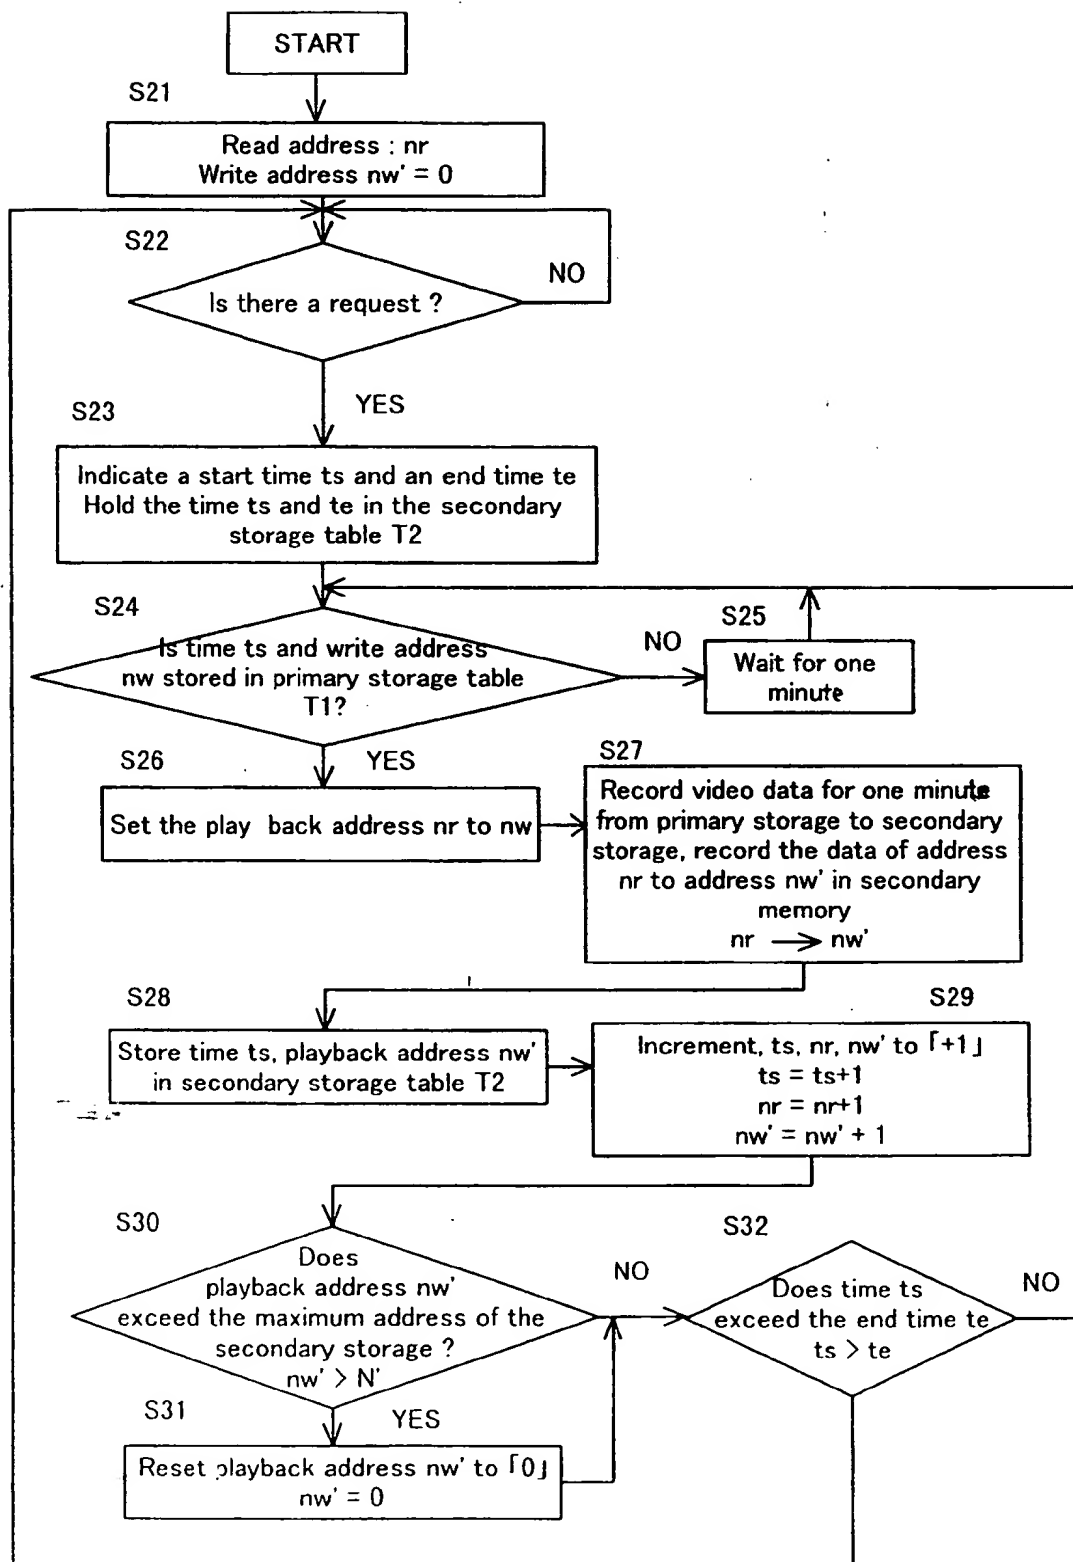 START
S21
Read address : nr
Write address nw' = 0
S22
NO
Is there a request ?
YES
S23
Indicate a start time ts and an end time te
Hold the time ts and te in the secondary
storage table T2
S24
Is time ts and write address
nw stored in primary storage table
T1?
NO
S25
Wait for one
minute
YES
S26
Set the play back address nr to nw
S27
Record video data for one minute
from primary storage to secondary
storage, record the data of address
nr to address nw' in secondary
memory
nr → nw'
S28
Store time ts, playback address nw'
in secondary storage table T2
S29
Increment, ts, nr, nw' to 「+1」
ts = ts+1
nr = nr+1
nw' = nw' + 1
S30
Does
playback address nw'
exceed the maximum address of the
secondary storage ?
nw' > N'
NO
S32
Does time ts
exceed the end time te
ts > te
NO
S31
YES
Reset playback address nw' to 「0」
nw' = 0